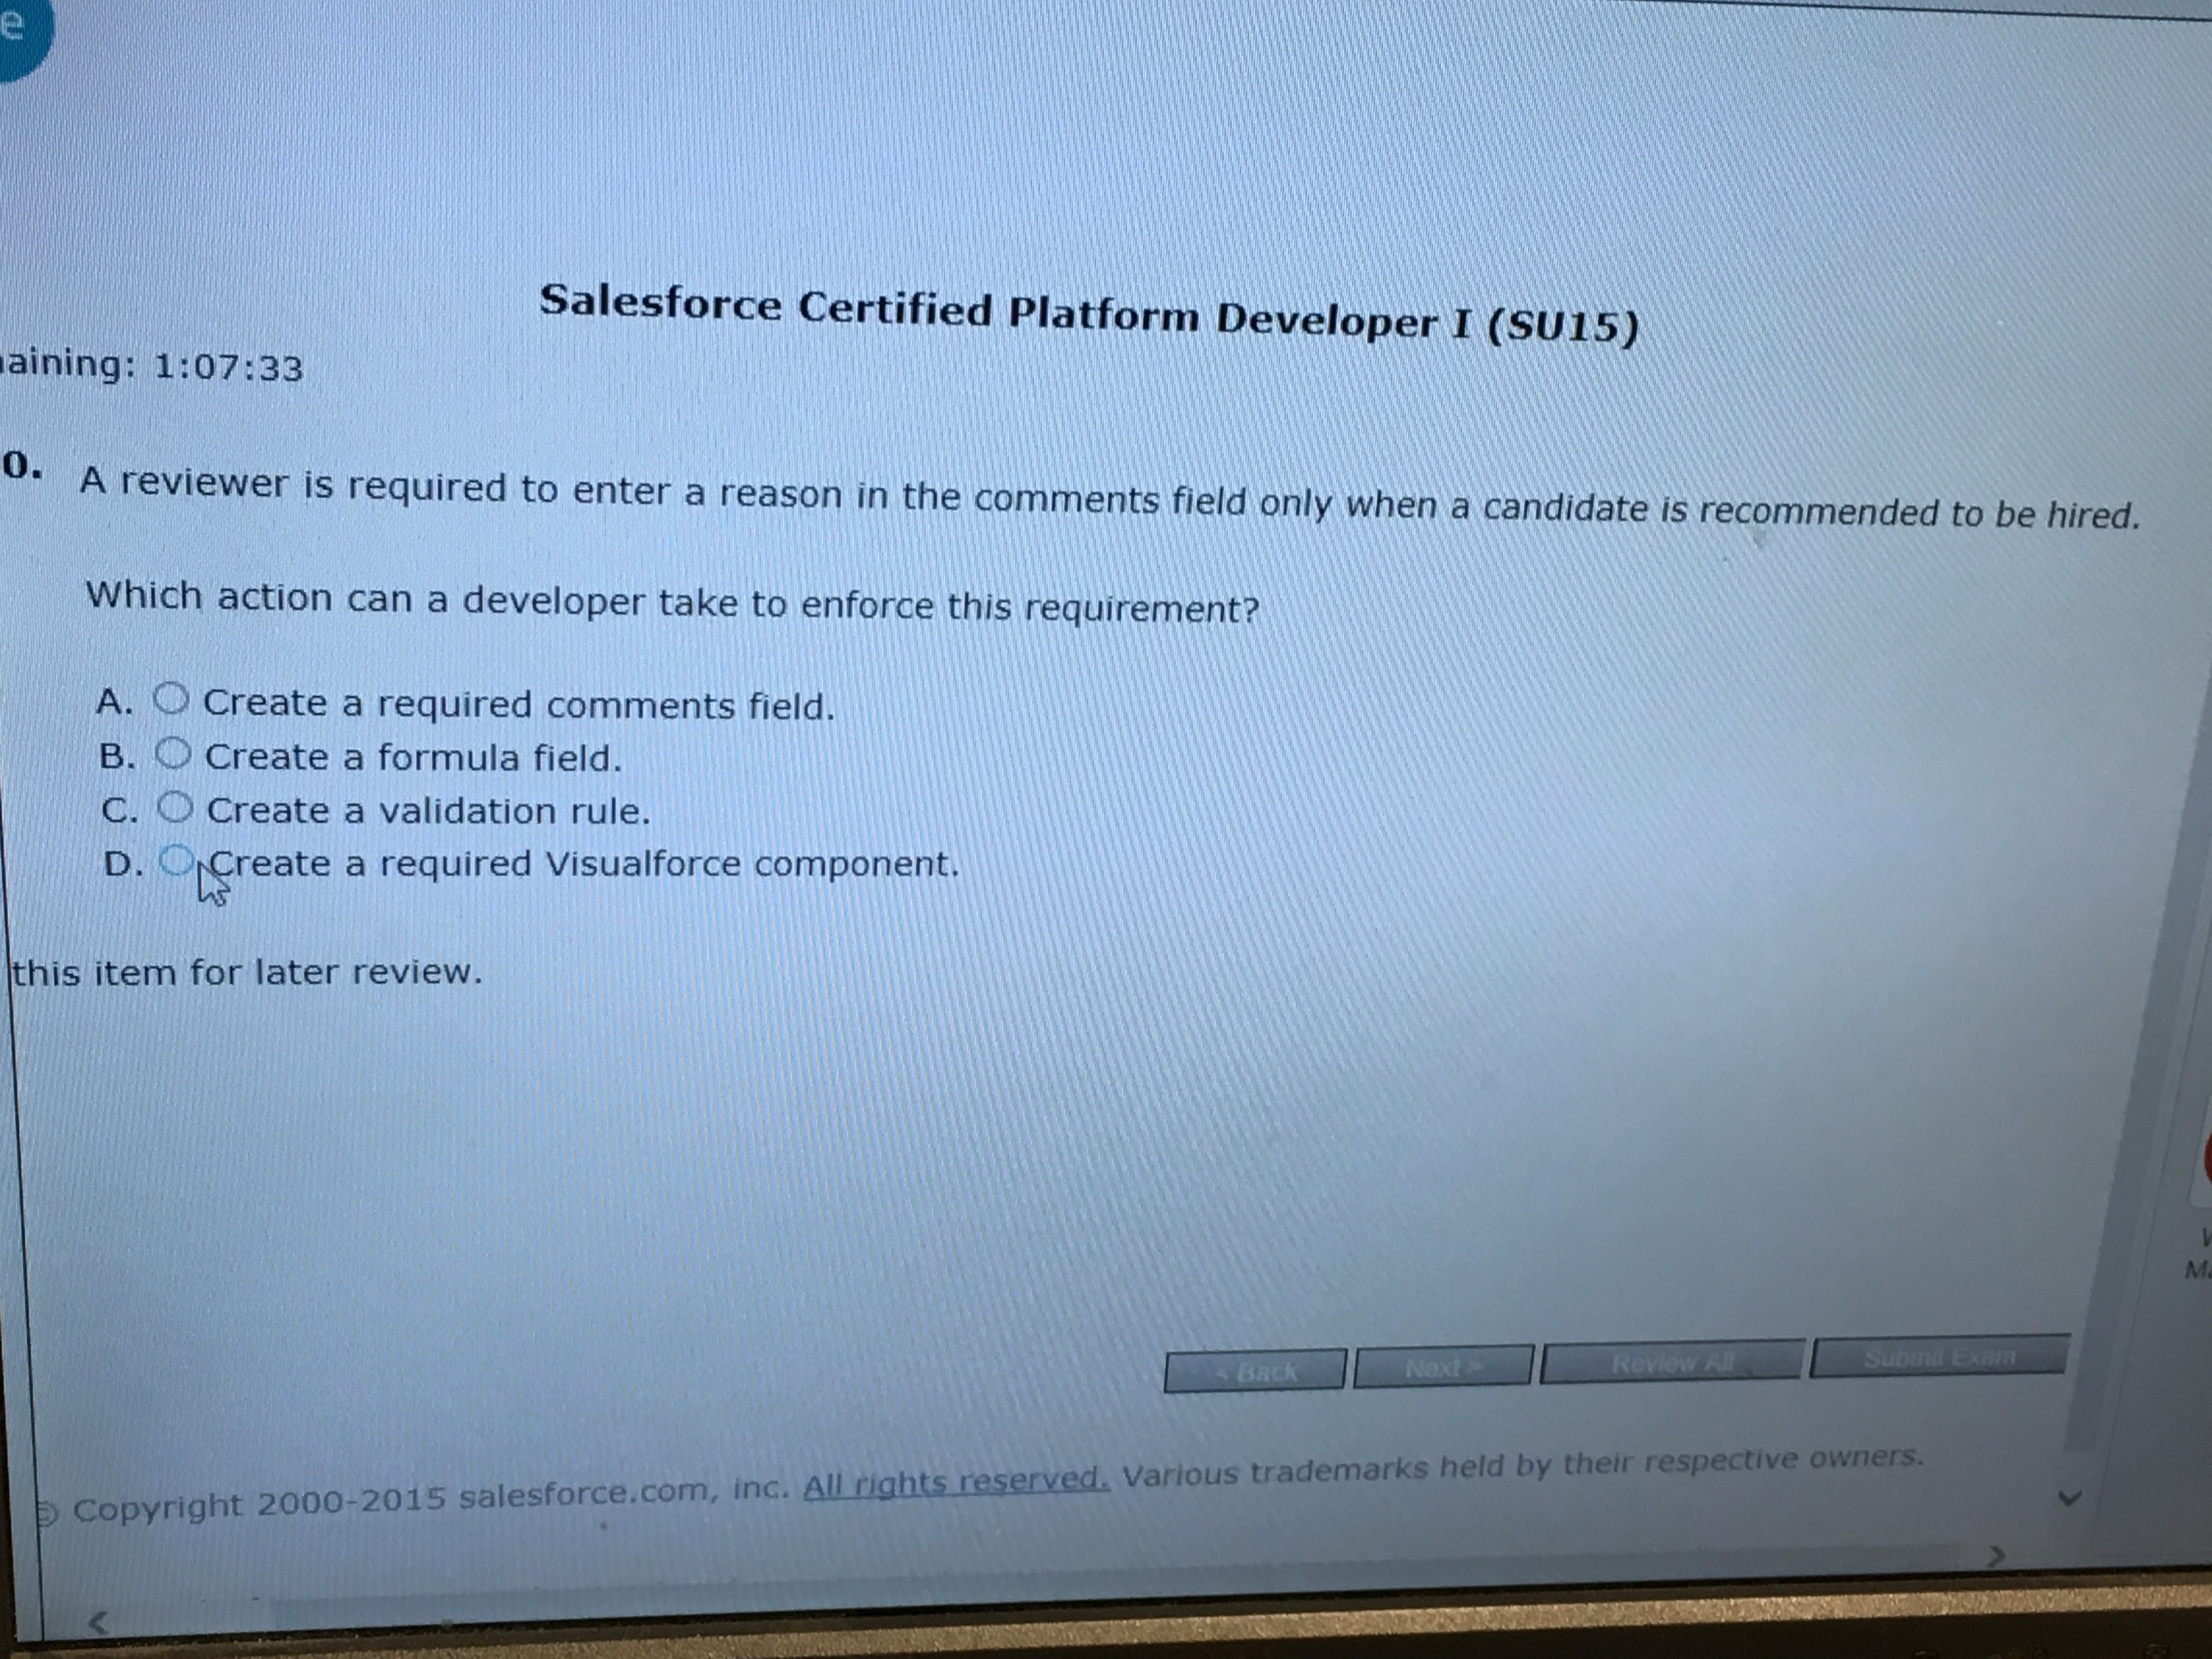 e
Salesforce Certified Platform Developer I (SU15)
aining: 1:07:33
0. A reviewer is required to enter a reason in the comments field only when a candidate is recommended to be hired.
Which action can a developer take to enforce this requirement?
A. Create a required comments field.
B. Create a formula field.
C. Create a validation rule.
D. Create a required Visualforce component.
this item for later review.
< Back Next > Review All Submit Exam
© Copyright 2000-2015 salesforce.com, inc. All rights reserved. Various trademarks held by their respective owners.